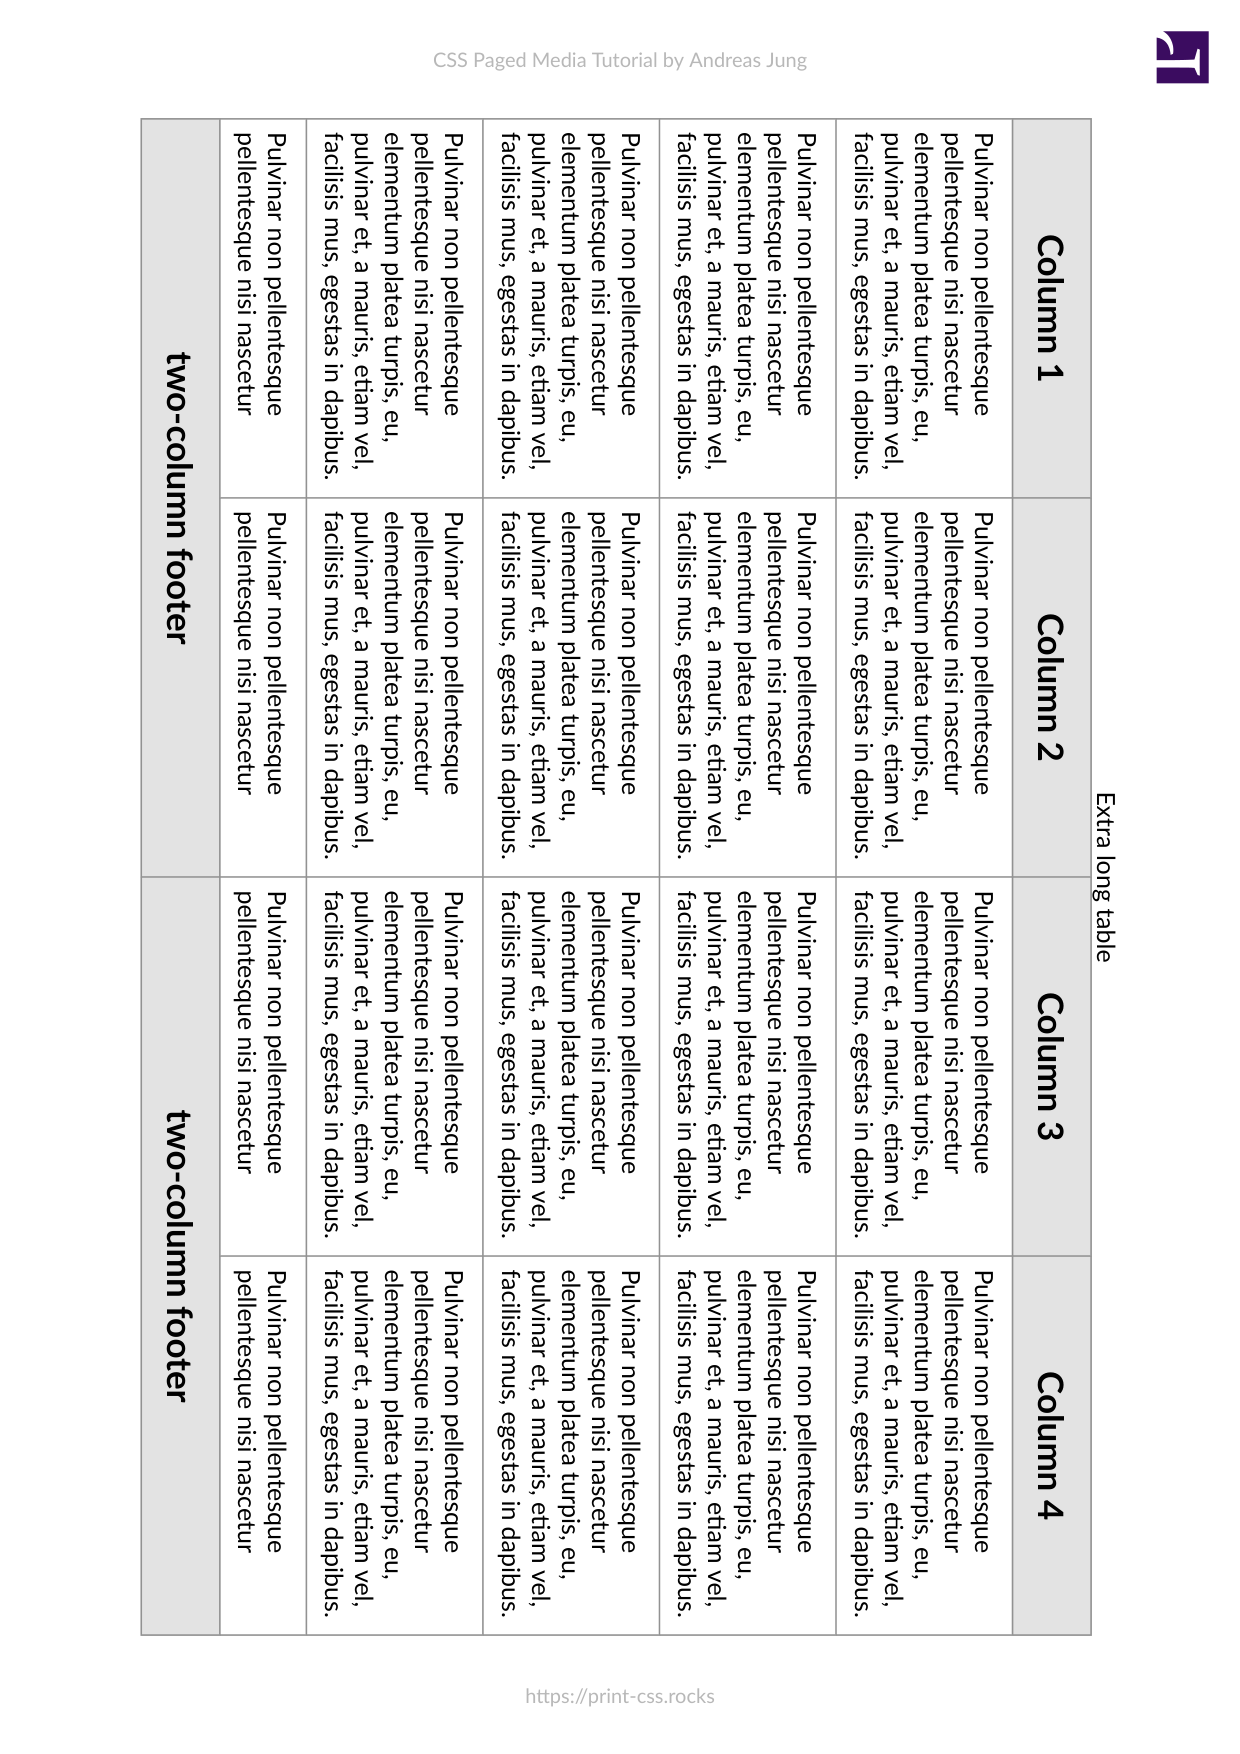 CSS Paged Media Tutorial by Andreas Jung
Extra long table
Column 1
Column 2
Column 3
Column 4
Pulvinar non pellentesque
pellentesque nisi nascetur
elementum platea turpis, eu,
pulvinar et, a mauris, etiam vel,
facilisis mus, egestas in dapibus.
Pulvinar non pellentesque
pellentesque nisi nascetur
elementum platea turpis, eu,
pulvinar et, a mauris, etiam vel,
facilisis mus, egestas in dapibus.
Pulvinar non pellentesque
pellentesque nisi nascetur
elementum platea turpis, eu,
pulvinar et, a mauris, etiam vel,
facilisis mus, egestas in dapibus.
Pulvinar non pellentesque
pellentesque nisi nascetur
elementum platea turpis, eu,
pulvinar et, a mauris, etiam vel,
facilisis mus, egestas in dapibus.
Pulvinar non pellentesque
pellentesque nisi nascetur
elementum platea turpis, eu,
pulvinar et, a mauris, etiam vel,
facilisis mus, egestas in dapibus.
Pulvinar non pellentesque
pellentesque nisi nascetur
elementum platea turpis, eu,
pulvinar et, a mauris, etiam vel,
facilisis mus, egestas in dapibus.
Pulvinar non pellentesque
pellentesque nisi nascetur
elementum platea turpis, eu,
pulvinar et, a mauris, etiam vel,
facilisis mus, egestas in dapibus.
Pulvinar non pellentesque
pellentesque nisi nascetur
elementum platea turpis, eu,
pulvinar et, a mauris, etiam vel,
facilisis mus, egestas in dapibus.
Pulvinar non pellentesque
pellentesque nisi nascetur
elementum platea turpis, eu,
pulvinar et, a mauris, etiam vel,
facilisis mus, egestas in dapibus.
Pulvinar non pellentesque
pellentesque nisi nascetur
elementum platea turpis, eu,
pulvinar et, a mauris, etiam vel,
facilisis mus, egestas in dapibus.
Pulvinar non pellentesque
pellentesque nisi nascetur
elementum platea turpis, eu,
pulvinar et, a mauris, etiam vel,
facilisis mus, egestas in dapibus.
Pulvinar non pellentesque
pellentesque nisi nascetur
elementum platea turpis, eu,
pulvinar et, a mauris, etiam vel,
facilisis mus, egestas in dapibus.
Pulvinar non pellentesque
pellentesque nisi nascetur
elementum platea turpis, eu,
pulvinar et, a mauris, etiam vel,
facilisis mus, egestas in dapibus.
Pulvinar non pellentesque
pellentesque nisi nascetur
elementum platea turpis, eu,
pulvinar et, a mauris, etiam vel,
facilisis mus, egestas in dapibus.
Pulvinar non pellentesque
pellentesque nisi nascetur
elementum platea turpis, eu,
pulvinar et, a mauris, etiam vel,
facilisis mus, egestas in dapibus.
Pulvinar non pellentesque
pellentesque nisi nascetur
elementum platea turpis, eu,
pulvinar et, a mauris, etiam vel,
facilisis mus, egestas in dapibus.
Pulvinar non pellentesque
pellentesque nisi nascetur
Pulvinar non pellentesque
pellentesque nisi nascetur
Pulvinar non pellentesque
pellentesque nisi nascetur
Pulvinar non pellentesque
pellentesque nisi nascetur
two-column footer
two-column footer
https://print-css.rocks